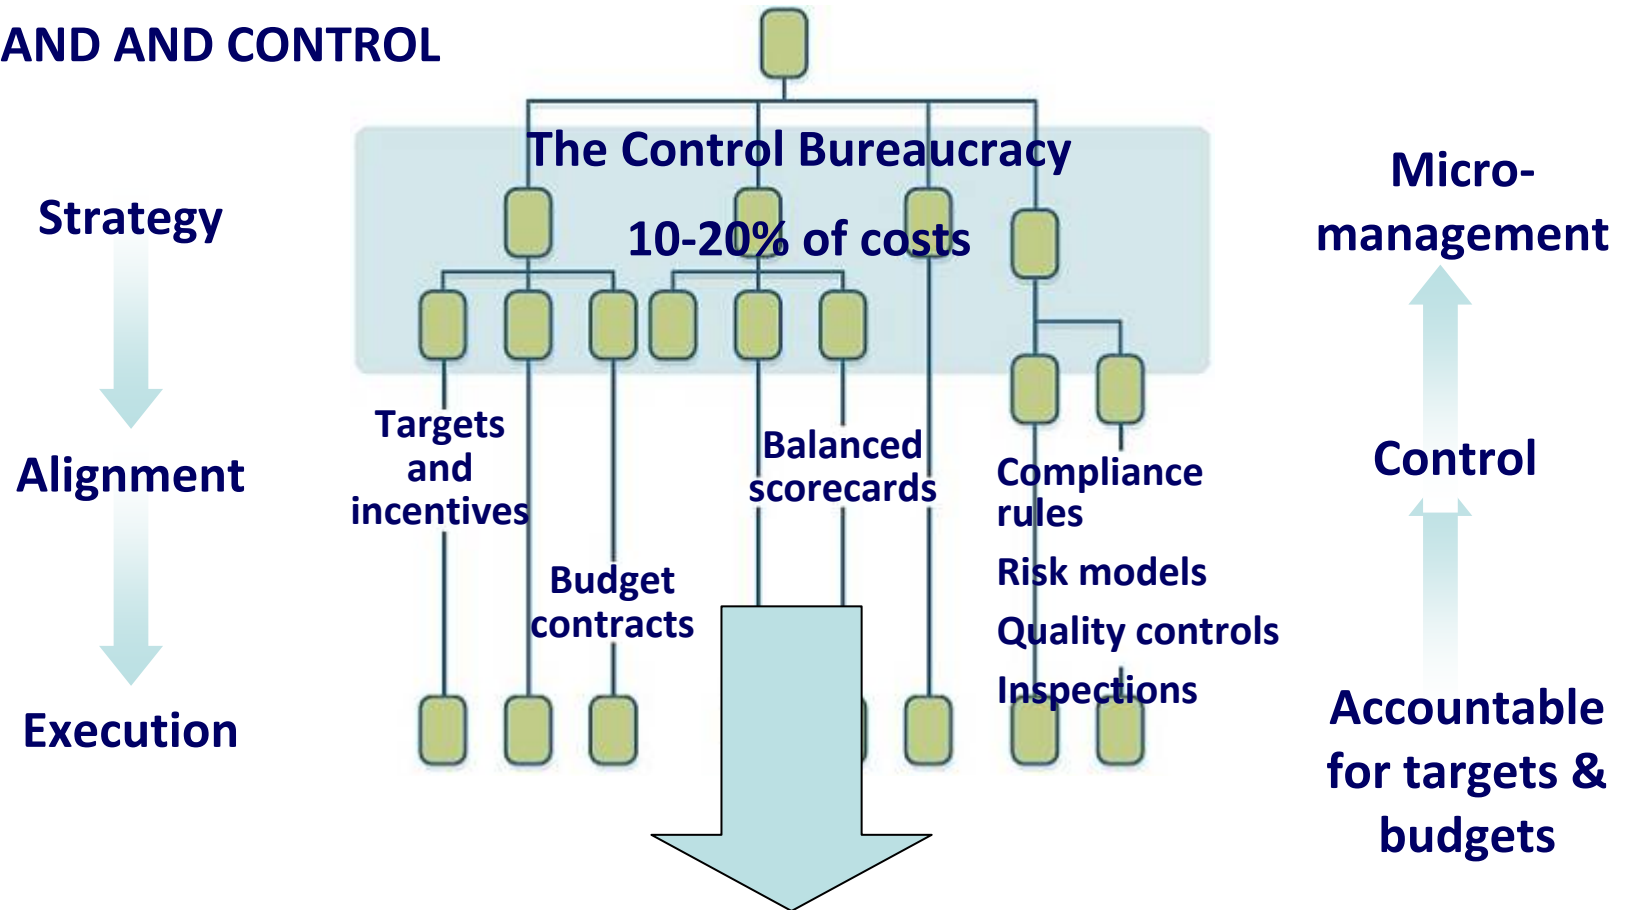 AND AND CONTROL
The Control Bureaucracy
10-20% of costs
Strategy
Alignment
Execution
Targets
and
incentives
Budget
contracts
Balanced
scorecards
Compliance
rules
Risk models
Quality controls
Inspections
Micro-
management
Control
Accountable
for targets &
budgets